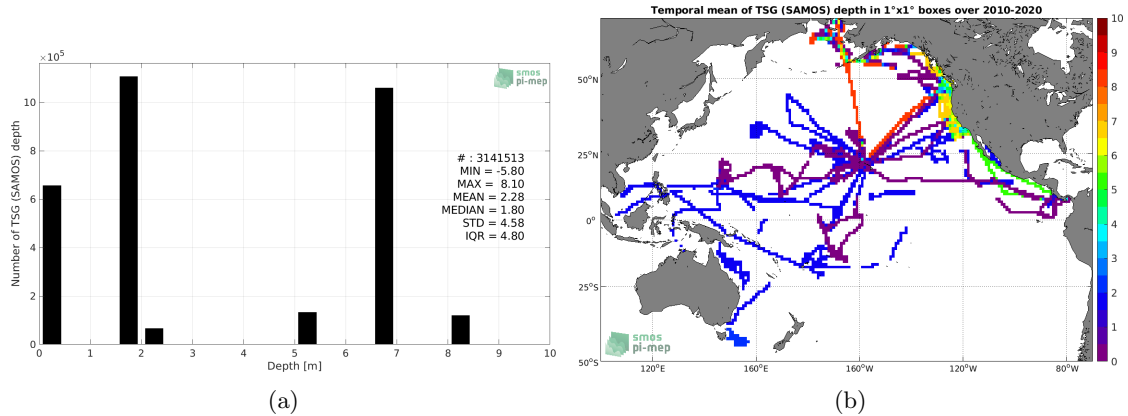 ×10⁵
10
8
6
4
2
0
Number of TSG (SAMOS) depth
smos
pi-mep
# : 3141513
MIN = -5.80
MAX = 8.10
MEAN = 2.28
MEDIAN = 1.80
STD = 4.58
IQR = 4.80
0 1 2 3 4 5 6 7 8 9 10
Depth [m]
(a)
Temporal mean of TSG (SAMOS) depth in 1°x1° boxes over 2010-2020
50°N
25°N
0°
25°S
50°S
120°E 160°E 160°W 120°W 80°W
smos
pi-mep
10
9
8
7
6
5
4
3
2
1
0
(b)